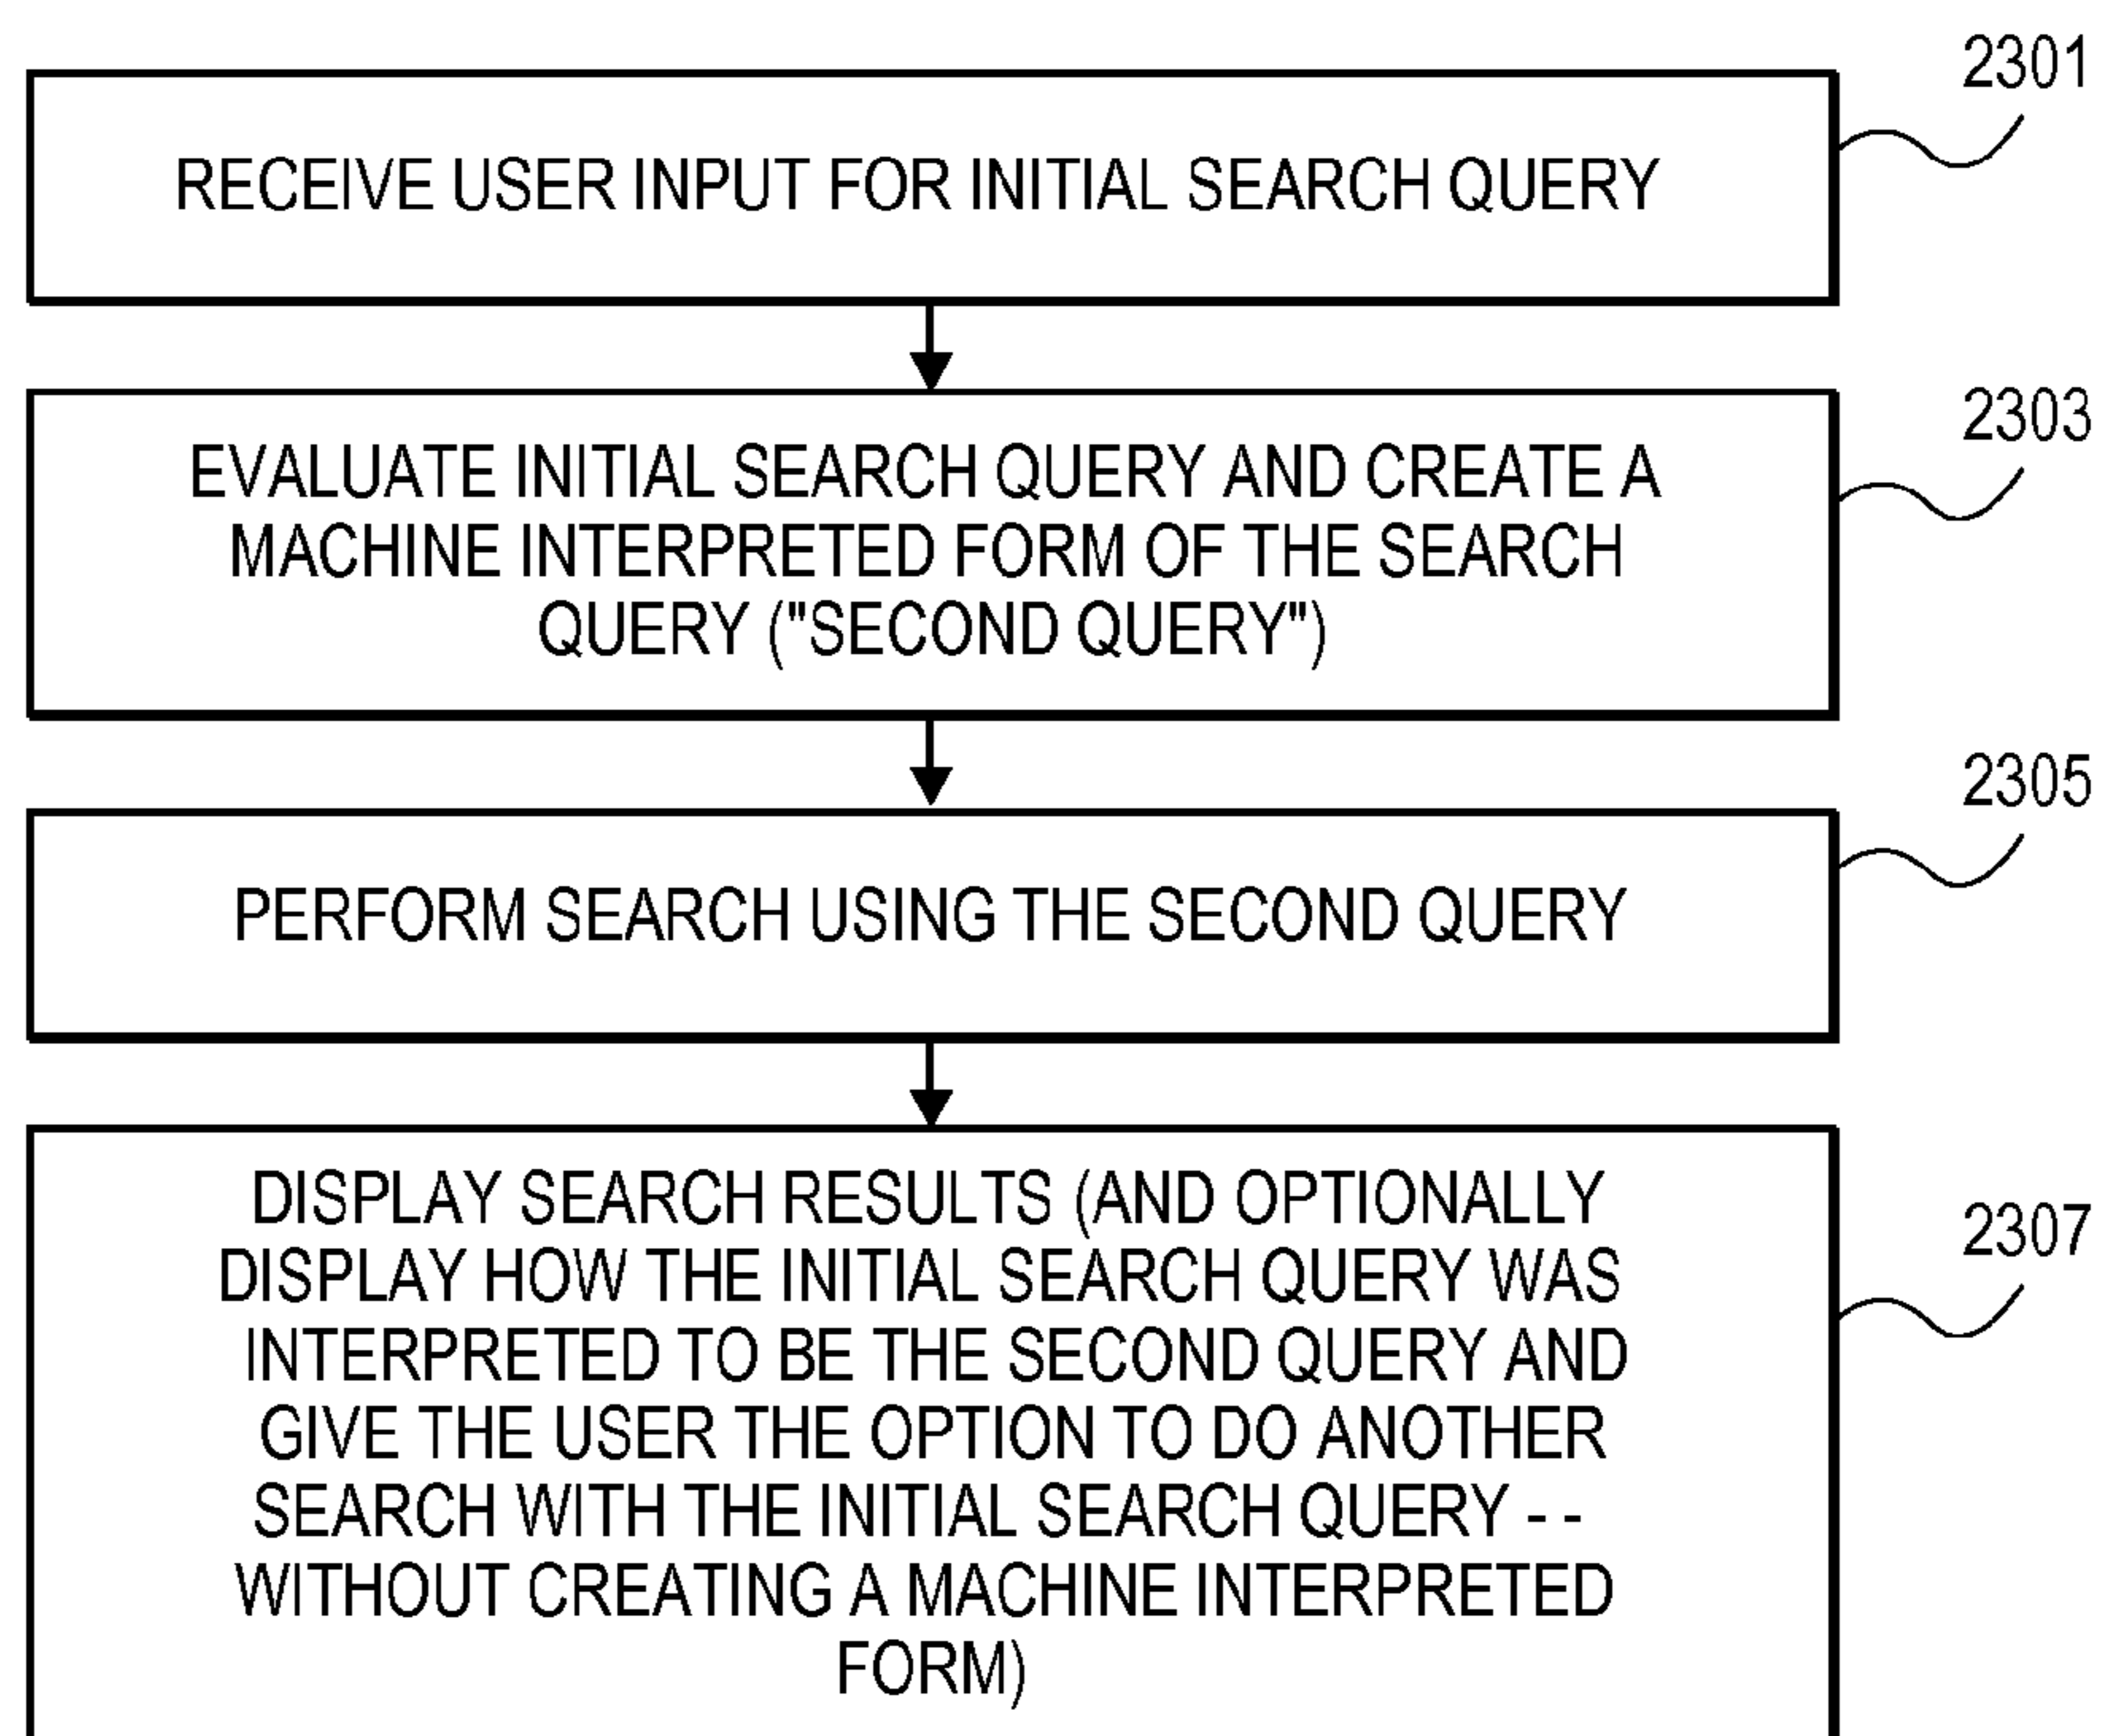 2301
RECEIVE USER INPUT FOR INITIAL SEARCH QUERY
2303
EVALUATE INITIAL SEARCH QUERY AND CREATE A
MACHINE INTERPRETED FORM OF THE SEARCH
QUERY ("SECOND QUERY")
2305
PERFORM SEARCH USING THE SECOND QUERY
2307
DISPLAY SEARCH RESULTS (AND OPTIONALLY
DISPLAY HOW THE INITIAL SEARCH QUERY WAS
INTERPRETED TO BE THE SECOND QUERY AND
GIVE THE USER THE OPTION TO DO ANOTHER
SEARCH WITH THE INITIAL SEARCH QUERY - -
WITHOUT CREATING A MACHINE INTERPRETED
FORM)